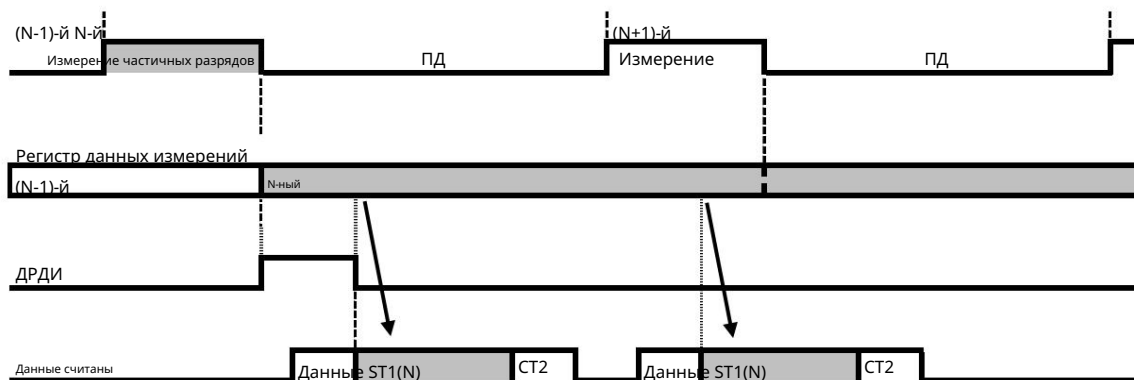 (N-1)-й N-й
(N+1)-й
Измерение частичных разрядов
ПД
Измерение
ПД
Регистр данных измерений
(N-1)-й
N-ный
ДРДИ
Данные считаны
Данные ST1(N)
СТ2
Данные ST1(N)
СТ2